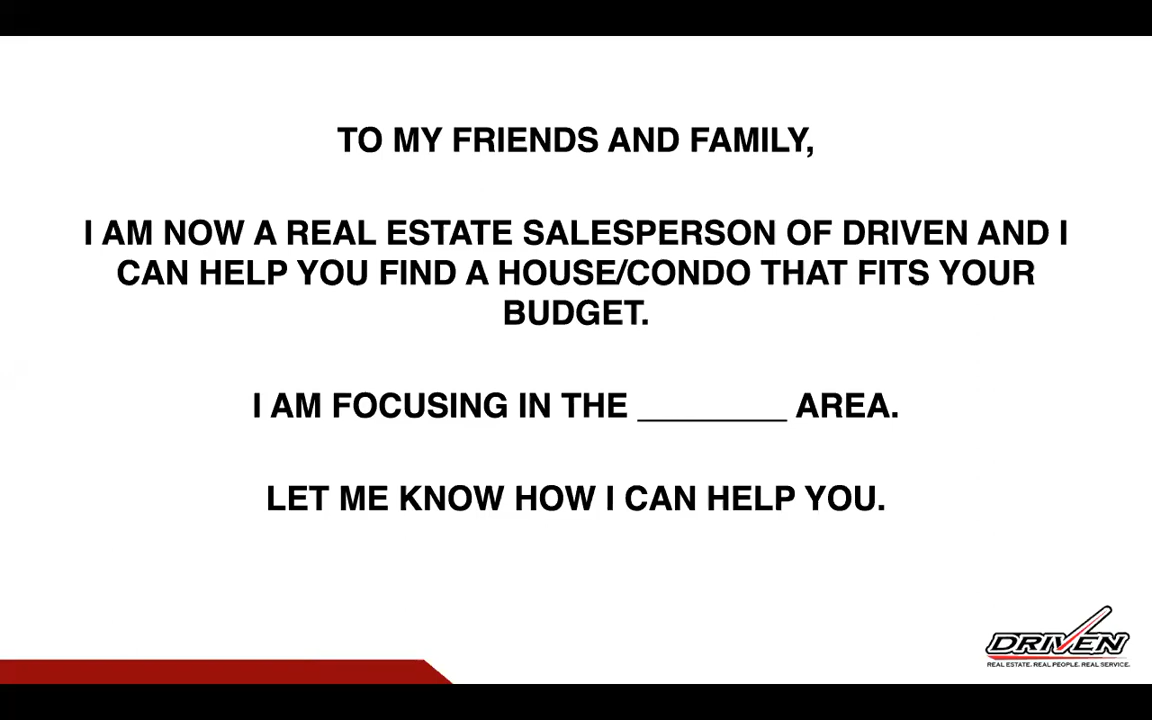 TO MY FRIENDS AND FAMILY,
I AM NOW A REAL ESTATE SALESPERSON OF DRIVEN AND I
CAN HELP YOU FIND A HOUSE/CONDO THAT FITS YOUR
BUDGET.
I AM FOCUSING IN THE ________ AREA.
LET ME KNOW HOW I CAN HELP YOU.
DRIVEN
REAL ESTATE. REAL PEOPLE. REAL SERVICE.